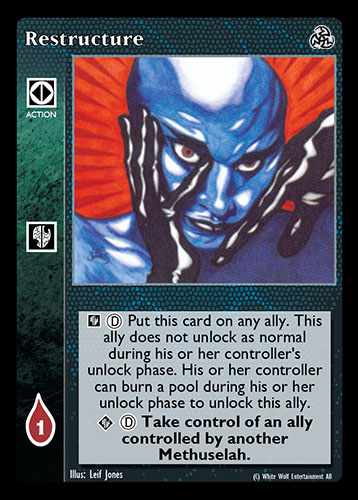 Restructure
ACTION
D Put this card on any ally. This
ally does not unlock as normal
during his or her controller's
unlock phase. His or her controller
can burn a pool during his or her
unlock phase to unlock this ally.
D Take control of an ally
controlled by another
Methuselah.
1
Illus: Leif Jones (C) White Wolf Entertainment AB